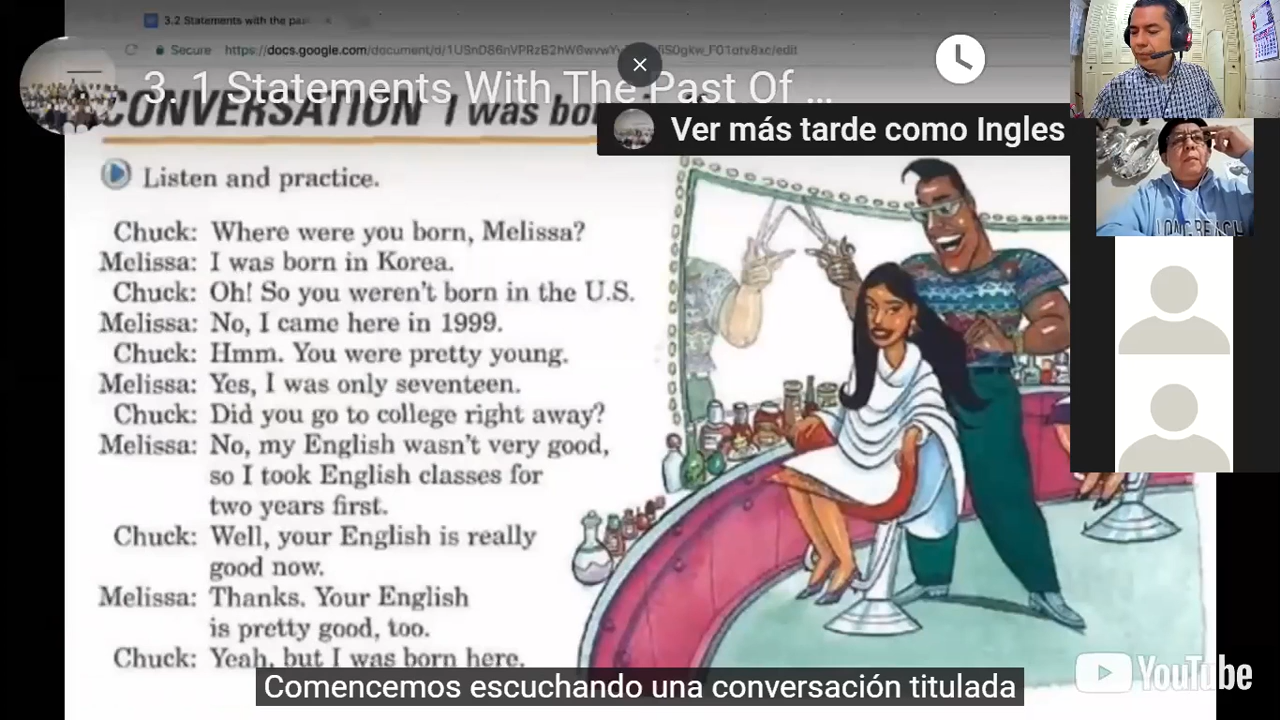 3.2 Statements with the pas
Secure https://docs.google.com/document/d/
3. 1 Statements With The Past Of ...
CONVERSATION I was bo
Ver más tarde como Ingles
Listen and practice.
Chuck: Where were you born, Melissa?
Melissa: I was born in Korea.
Chuck: Oh! So you weren't born in the U.S.
Melissa: No, I came here in 1999.
Chuck: Hmm. You were pretty young.
Melissa: Yes, I was only seventeen.
Chuck: Did you go to college right away?
Melissa: No, my English wasn't very good,
so I took English classes for
two years first.
Chuck: Well, your English is really
good now.
Melissa: Thanks. Your English
is pretty good, too.
Chuck: Yeah, but I was born here.
Comencemos escuchando una conversación titulada
YouTube
LONG BEACH